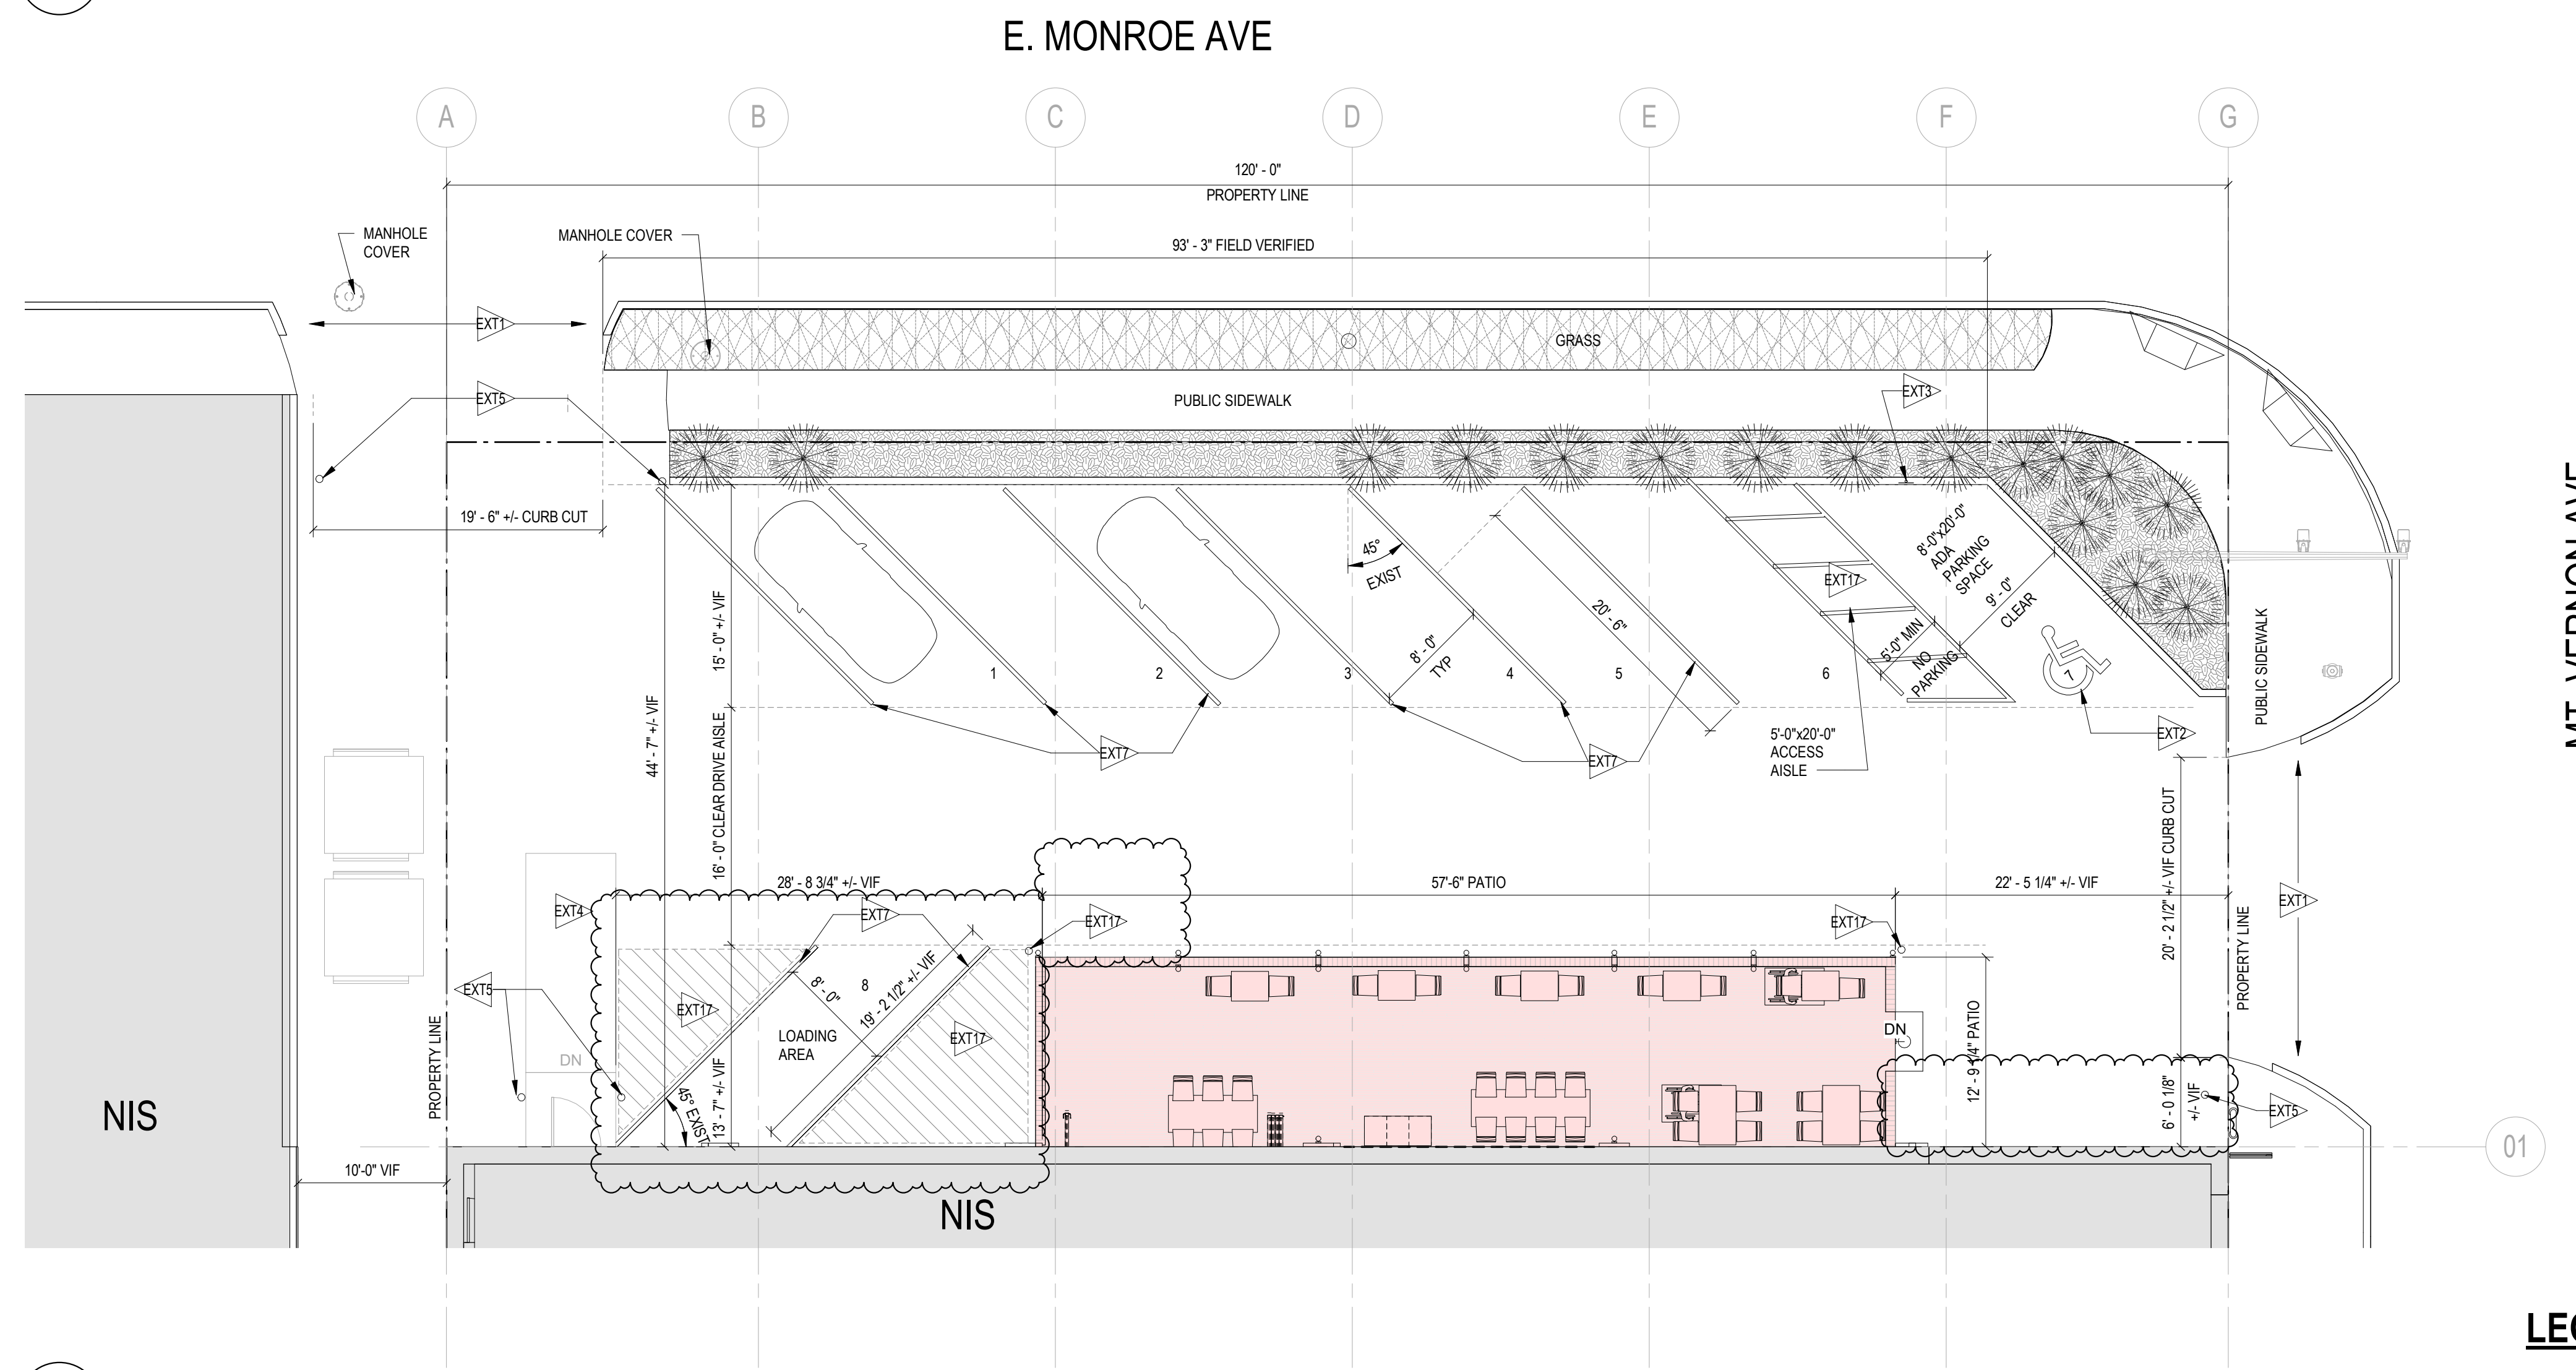 E. MONROE AVE
A
B
C
D
E
F
G
120' - 0"
PROPERTY LINE
MANHOLE
COVER
MANHOLE COVER
93' - 3" FIELD VERIFIED
EXT1
GRASS
EXT5
PUBLIC SIDEWALK
EXT3
19' - 6" +/- CURB CUT
45°
EXIST
8'-0"x20'-0"
ADA
PARKING
SPACE
9' - 0"
CLEAR
EXT17
20' - 6"
15' - 0" +/- VIF
8' - 0"
TYP
5'-0" MIN
NO
PARKING
1
2
3
4
5
6
7
PUBLIC SIDEWALK
MT. VERNON AVE
44' - 7" +/- VIF
EXT7
EXT7
5'-0"x20'-0"
ACCESS
AISLE
EXT2
16' - 0" CLEAR DRIVE AISLE
20' - 2 1/2" +/- VIF CURB CUT
28' - 8 3/4" +/- VIF
57'-6" PATIO
22' - 5 1/4" +/- VIF
EXT4
EXT7
EXT17
EXT17
EXT1
PROPERTY LINE
EXT5
8' - 0"
8
19' - 2 1/2" +/- VIF
EXT17
EXT17
LOADING
AREA
DN
DN
12' - 9 1/4" PATIO
PROPERTY LINE
45° EXIST
13' - 7" +/- VIF
6' - 0 1/8"
+/- VIF
EXT5
NIS
01
10'-0" VIF
NIS